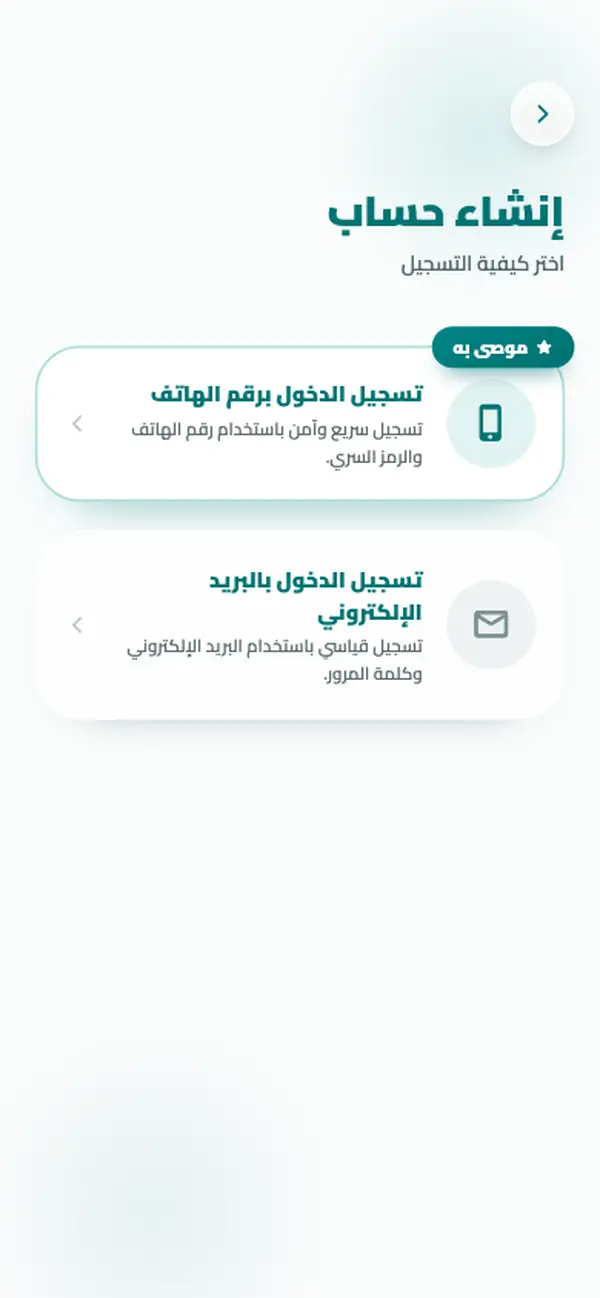 إنشاء حساب
اختر كيفية التسجيل
موصى به
تسجيل الدخول برقم الهاتف
تسجيل سريع وآمن باستخدام رقم الهاتف
والرمز السري.
تسجيل الدخول بالبريد
الإلكتروني
تسجيل قياسي باستخدام البريد الإلكتروني
وكلمة المرور.